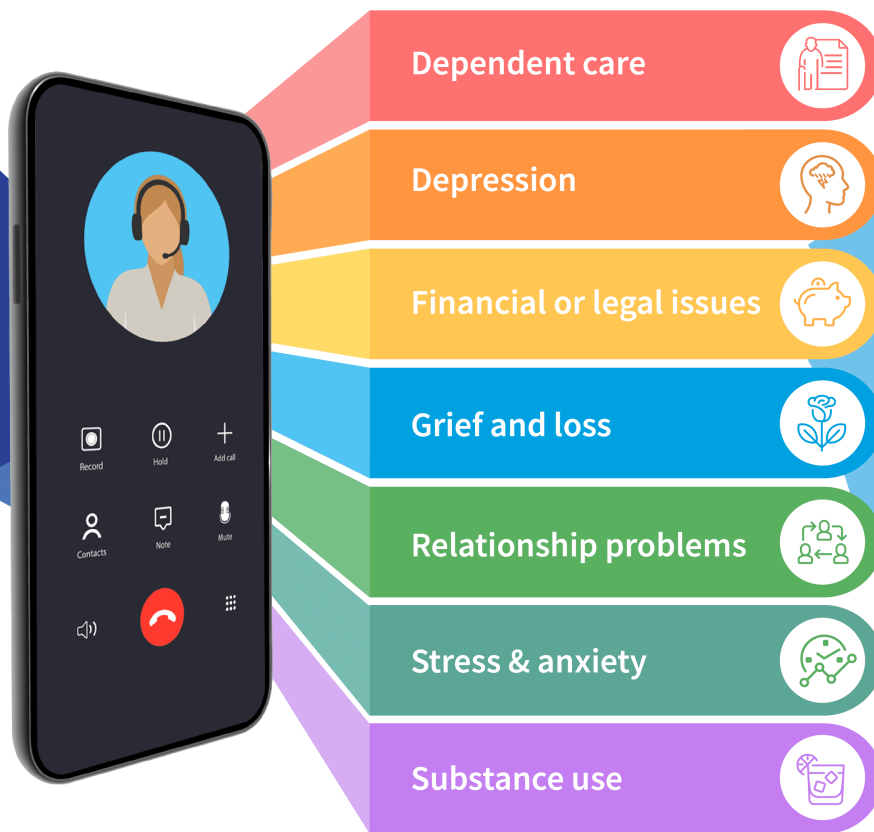 Dependent care
Depression
Financial or legal issues
Grief and loss
Relationship problems
Stress & anxiety
Substance use
Record
Hold
Add call
Contacts
Note
Mute